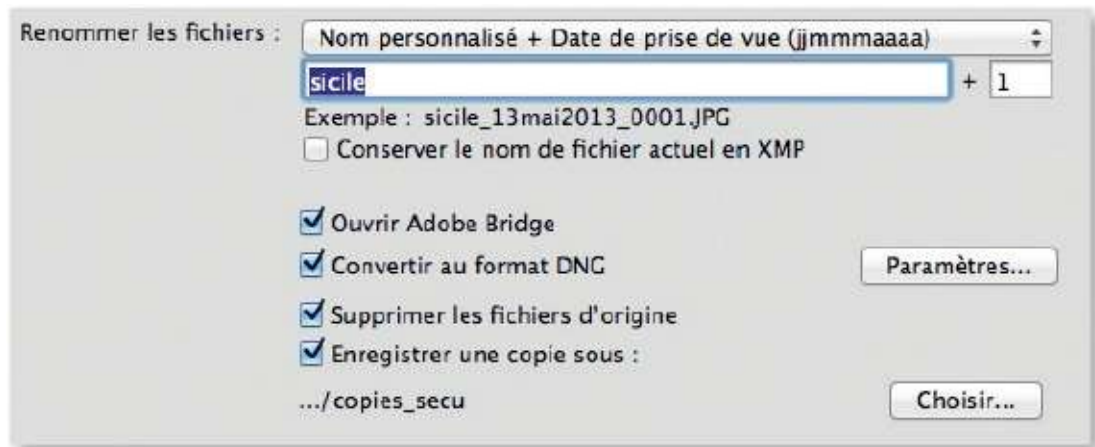 Renommer les fichiers : Nom personnalisé + Date de prise de vue (jjmmmaaaa)
sicile + 1
Exemple : sicile_13mai2013_0001.JPG
Conserver le nom de fichier actuel en XMP
Ouvrir Adobe Bridge
Convertir au format DNG Paramètres...
Supprimer les fichiers d'origine
Enregistrer une copie sous :
.../copies_secu Choisir...